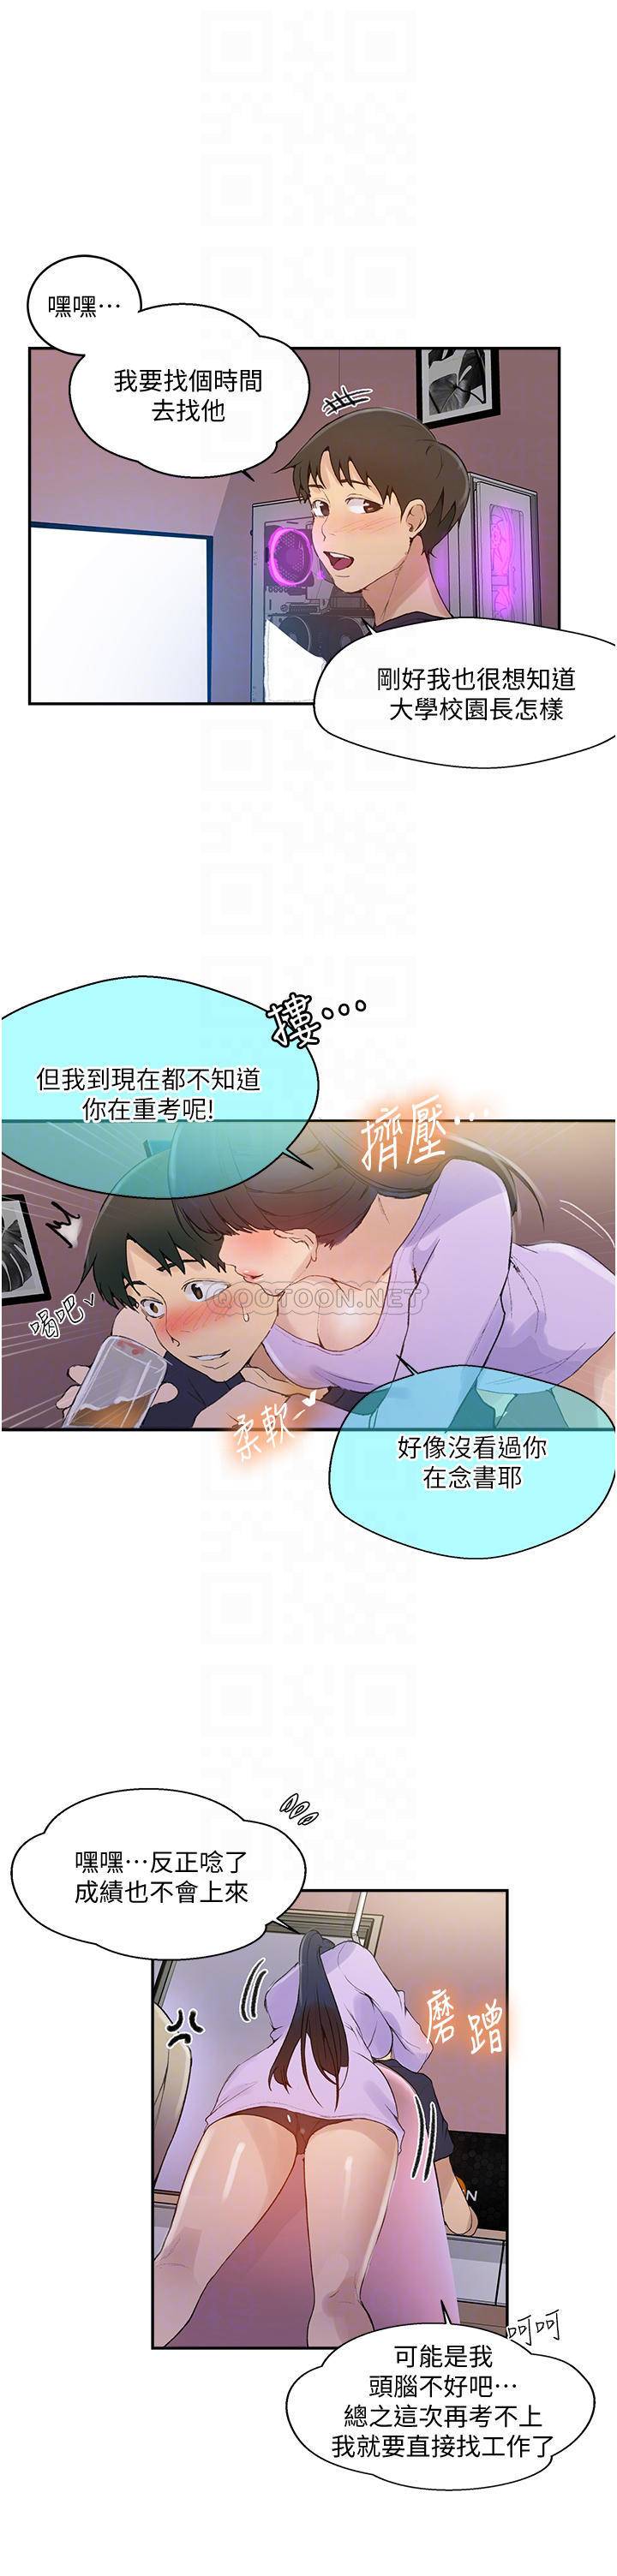 嘿嘿⋯
我要找個時間
去找他
剛好我也很想知道
大學校園長怎樣
摟⋯
但我到現在都不知道
你在重考呢!
擠壓⋯
喝吧
QOOTOON.NET
柔軟~
好像沒看過你
在念書耶
嘿嘿⋯反正唸了
成績也不會上來
磨蹭
呵呵
可能是我
頭腦不好吧⋯
總之這次再考不上
我就要直接找工作了